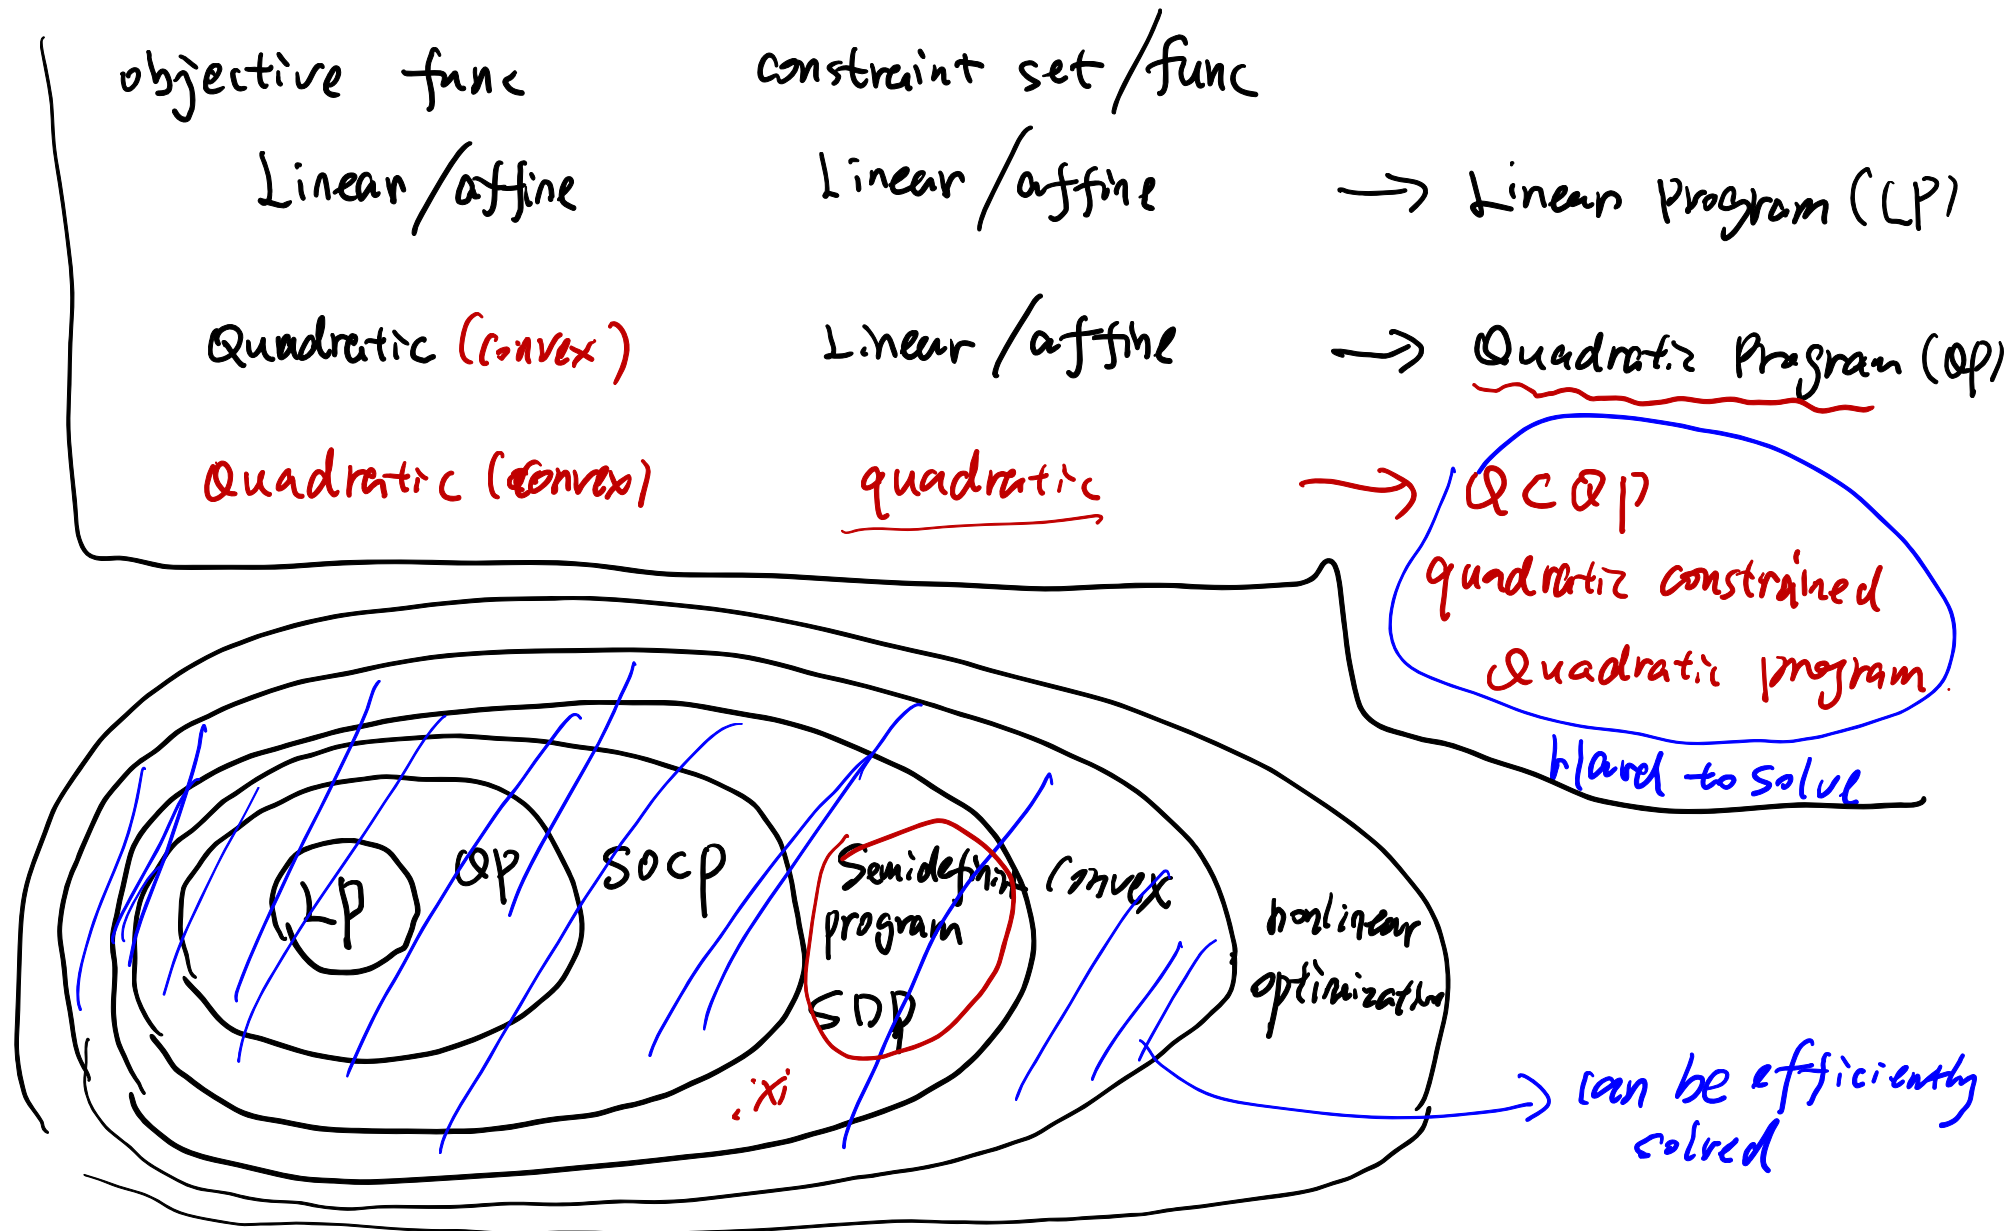 objective func constraint set/func
Linear/affine Linear/affine → Linear Program (LP)
Quadratic (convex) Linear/affine → Quadratic Program (QP)
Quadratic (convex) quadratic → QCQP
quadratic constrained
Quadratic program
Hard to solve
LP QP SOCP Semidefinite program SDP convex nonlinear optimization
.xi
can be efficiently
solved